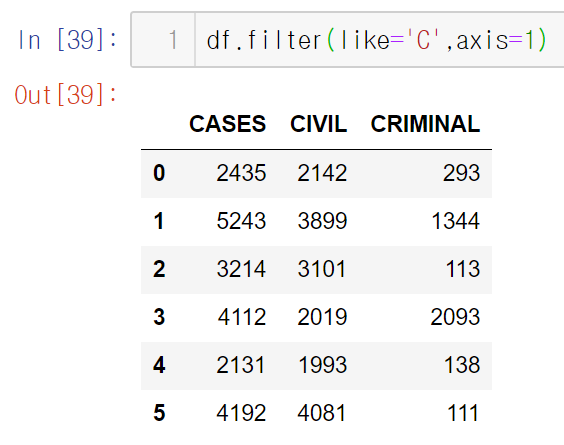 In [39]: 1 df.filter(like='C',axis=1)
Out[39]:
CASES CIVIL CRIMINAL
0 2435 2142 293
1 5243 3899 1344
2 3214 3101 113
3 4112 2019 2093
4 2131 1993 138
5 4192 4081 111